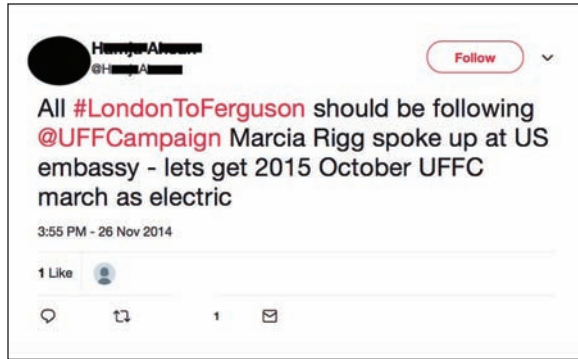 Follow
All #LondonToFerguson should be following
@UFFCampaign Marcia Rigg spoke up at US
embassy - lets get 2015 October UFFC
march as electric
3:55 PM - 26 Nov 2014
1 Like
1